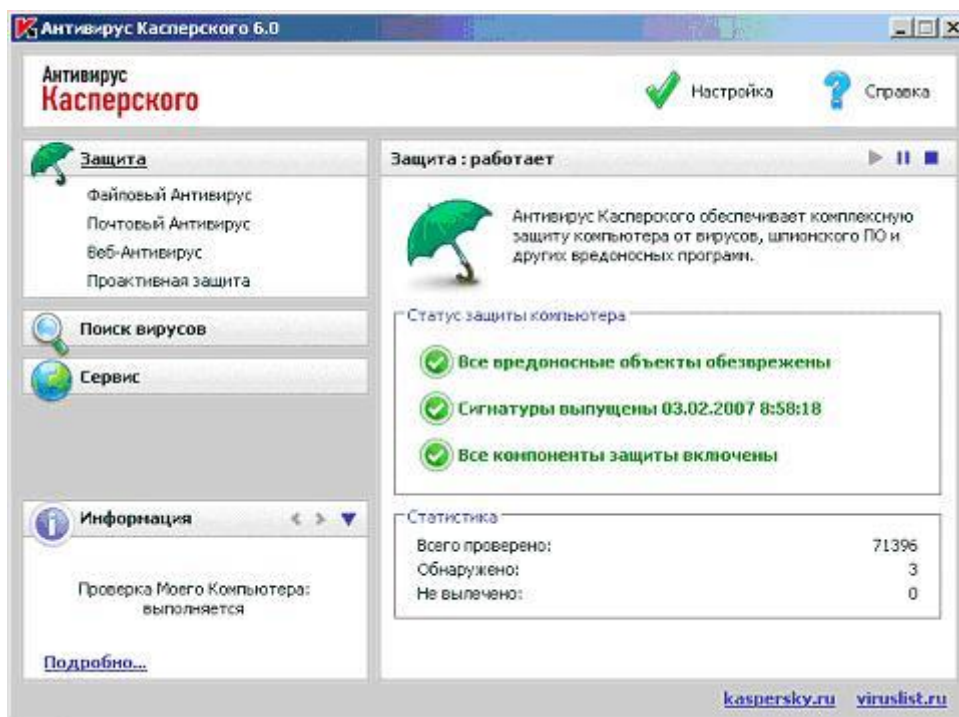 Антивирус Касперского 6.0
Антивирус
Касперского
Настройка
Справка
Защита
Файловый Антивирус
Почтовый Антивирус
Веб-Антивирус
Проактивная защита
Поиск вирусов
Сервис
Информация
Проверка Моего Компьютера:
выполняется
Подробно...
Защита : работает
Антивирус Касперского обеспечивает комплексную
защиту компьютера от вирусов, шпионского ПО и
других вредоносных программ.
Статус защиты компьютера
Все вредоносные объекты обезврежены
Сигнатуры выпущены 03.02.2007 8:58:18
Все компоненты защиты включены
Статистика
Всего проверено: 71396
Обнаружено: 3
Не вылечено: 0
kaspersky.ru viruslist.ru